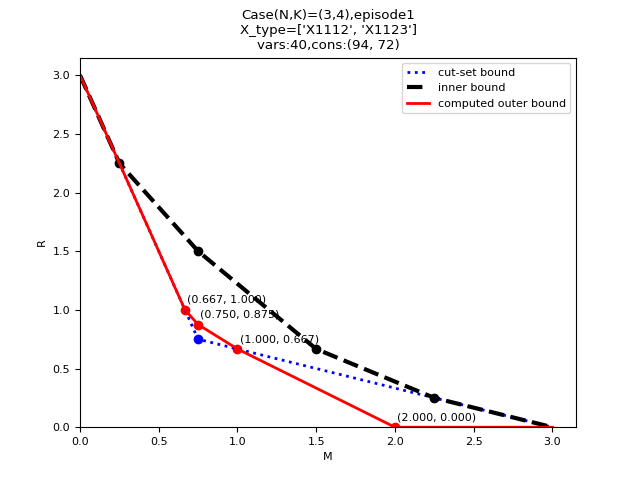 Case(N,K)=(3,4),episode1
X_type=['X1112', 'X1123']
vars:40,cons:(94, 72)
cut-set bound
inner bound
computed outer bound
3.0
2.5
2.0
1.5
1.0
0.5
0.0
R
(0.667, 1.000)
(0.750, 0.875)
(1.000, 0.667)
(2.000, 0.000)
0.0 0.5 1.0 1.5 2.0 2.5 3.0
M